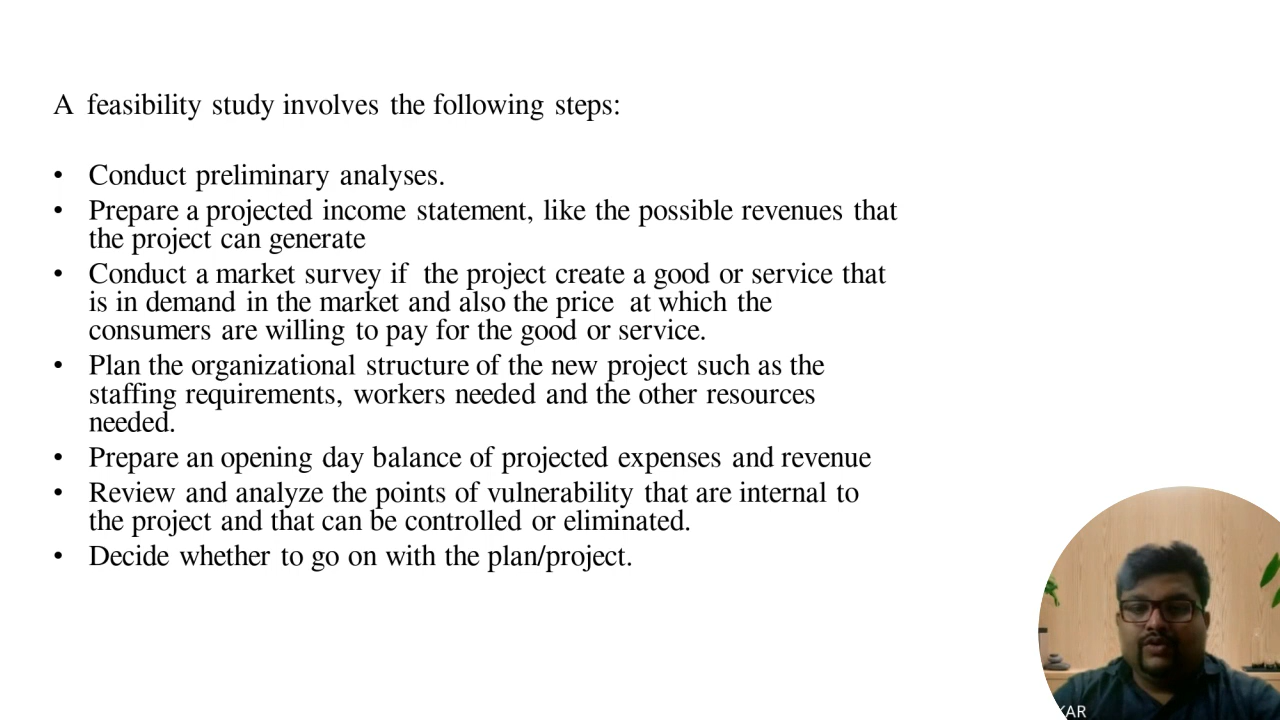 A feasibility study involves the following steps:
• Conduct preliminary analyses.
• Prepare a projected income statement, like the possible revenues that
the project can generate
• Conduct a market survey if the project create a good or service that
is in demand in the market and also the price at which the
consumers are willing to pay for the good or service.
• Plan the organizational structure of the new project such as the
staffing requirements, workers needed and the other resources
needed.
• Prepare an opening day balance of projected expenses and revenue
• Review and analyze the points of vulnerability that are internal to
the project and that can be controlled or eliminated.
• Decide whether to go on with the plan/project.
KAR